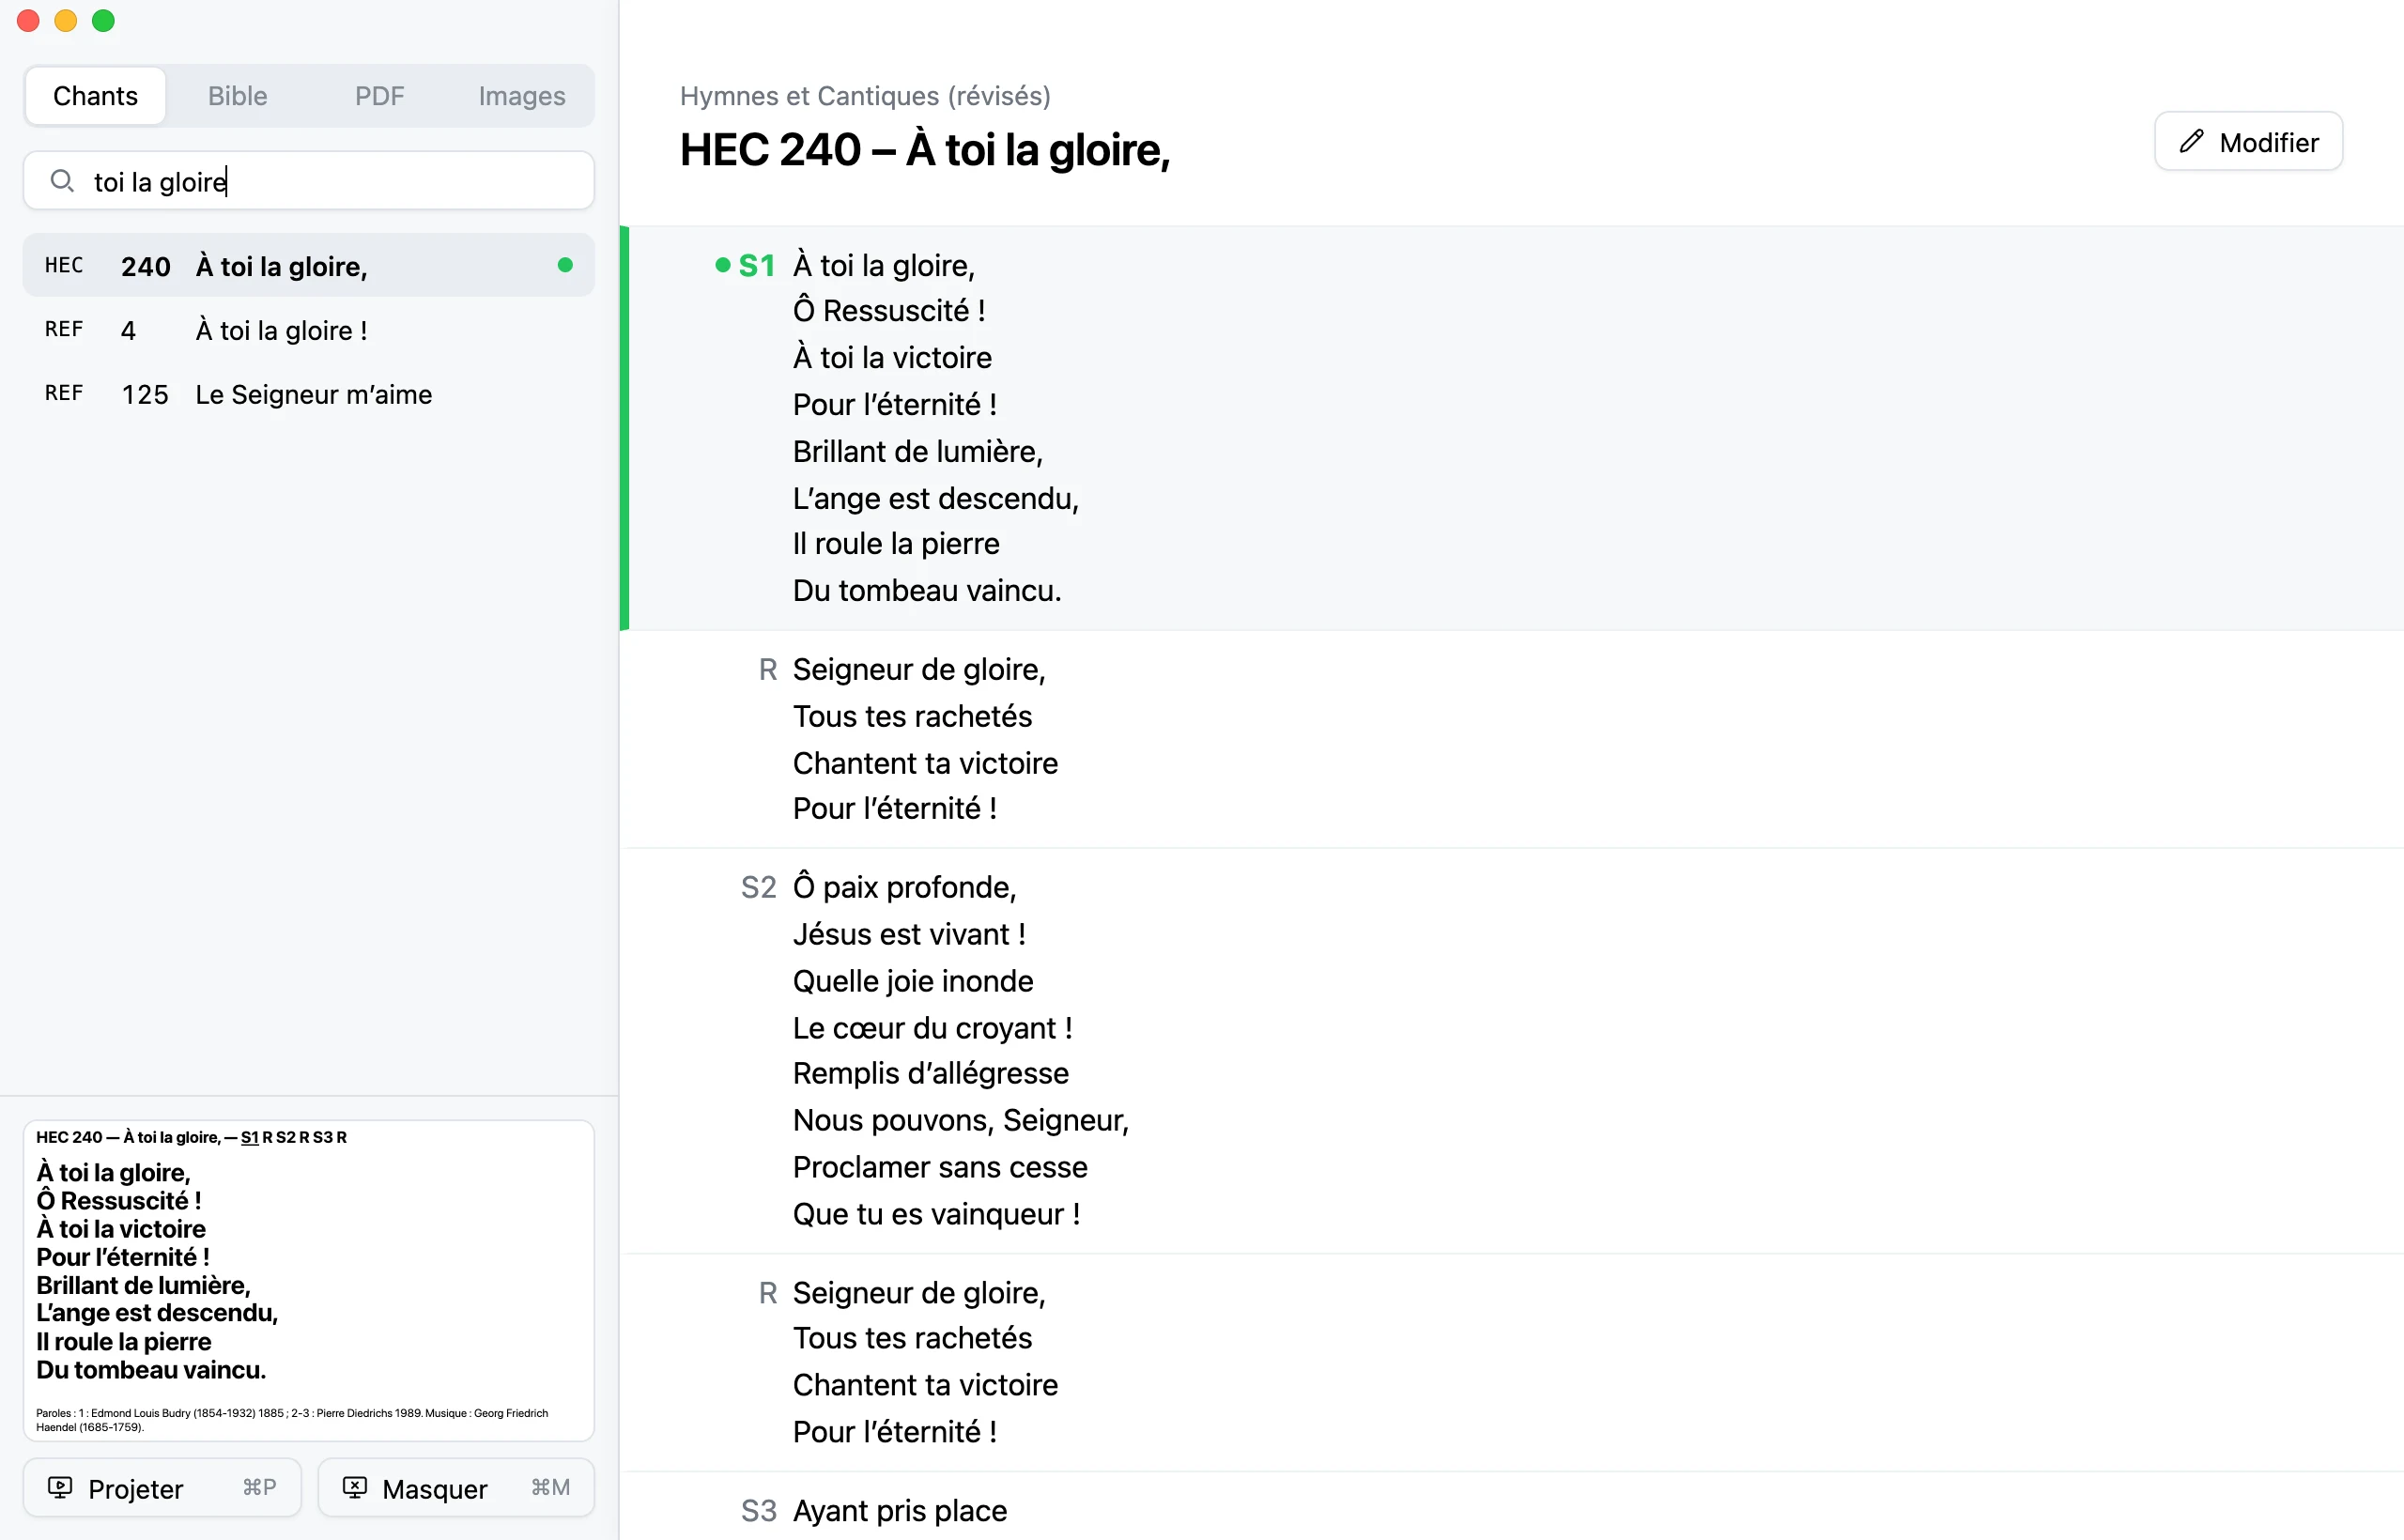 Chants Bible PDF Images
toi la gloire
HEC 240 À toi la gloire,
REF 4 À toi la gloire !
REF 125 Le Seigneur m’aime
HEC 240 — À toi la gloire, — S1 R S2 R S3 R
À toi la gloire,
Ô Ressuscité !
À toi la victoire
Pour l’éternité !
Brillant de lumière,
L’ange est descendu,
Il roule la pierre
Du tombeau vaincu.
Paroles : 1 : Edmond Louis Budry (1854-1932) 1885 ; 2-3 : Pierre Diedrichs 1989. Musique : Georg Friedrich
Haendel (1685-1759).
Projeter ⌘P Masquer ⌘M
Hymnes et Cantiques (révisés)
HEC 240 – À toi la gloire,
Modifier
S1 À toi la gloire,
Ô Ressuscité !
À toi la victoire
Pour l’éternité !
Brillant de lumière,
L’ange est descendu,
Il roule la pierre
Du tombeau vaincu.
R Seigneur de gloire,
Tous tes rachetés
Chantent ta victoire
Pour l’éternité !
S2 Ô paix profonde,
Jésus est vivant !
Quelle joie inonde
Le cœur du croyant !
Remplis d’allégresse
Nous pouvons, Seigneur,
Proclamer sans cesse
Que tu es vainqueur !
R Seigneur de gloire,
Tous tes rachetés
Chantent ta victoire
Pour l’éternité !
S3 Ayant pris place